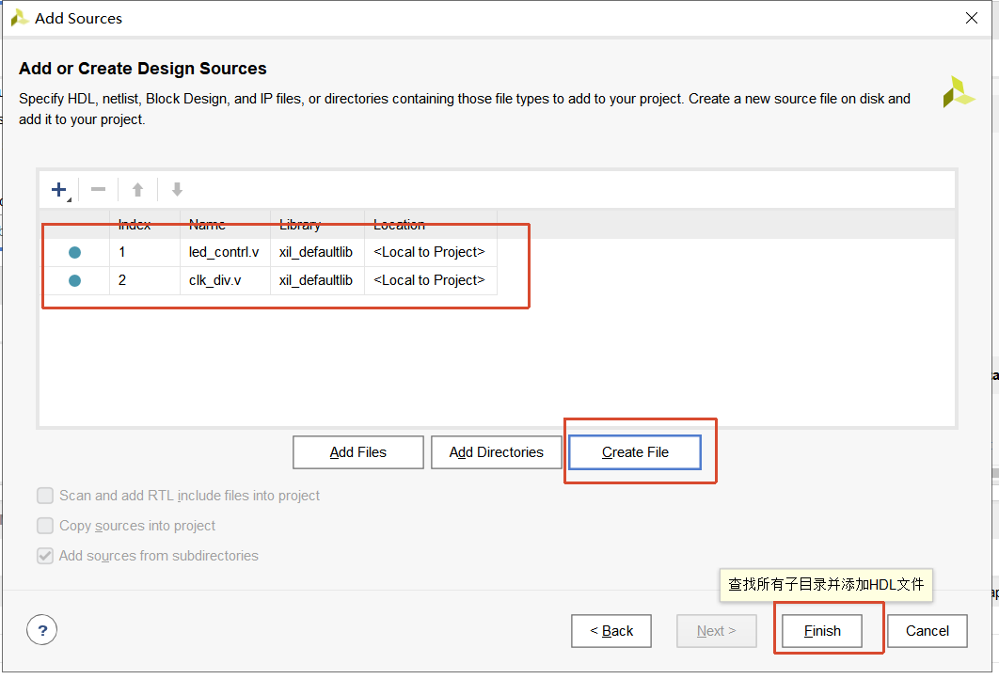 Add Sources
Add or Create Design Sources
Specify HDL, netlist, Block Design, and IP files, or directories containing those file types to add to your project. Create a new source file on disk and
add it to your project.
Index Name Library Location
1 led_contrl.v xil_defaultlib <Local to Project>
2 clk_div.v xil_defaultlib <Local to Project>
Add Files Add Directories Create File
Scan and add RTL include files into project
Copy sources into project
Add sources from subdirectories
查找所有子目录并添加HDL文件
? < Back Next > Finish Cancel